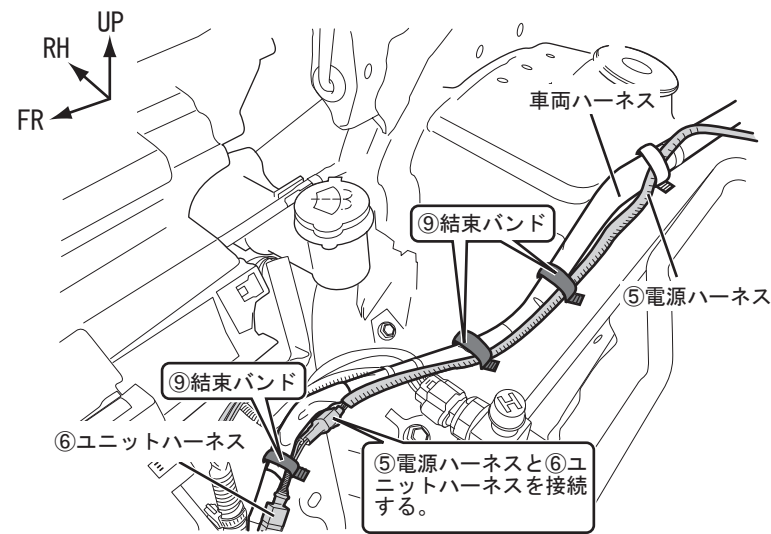 UP
RH
FR
車両ハーネス
⑨結束バンド
⑤電源ハーネス
⑨結束バンド
⑥ユニットハーネス
⑤電源ハーネスと⑥ユ
ニットハーネスを接続
する。
H